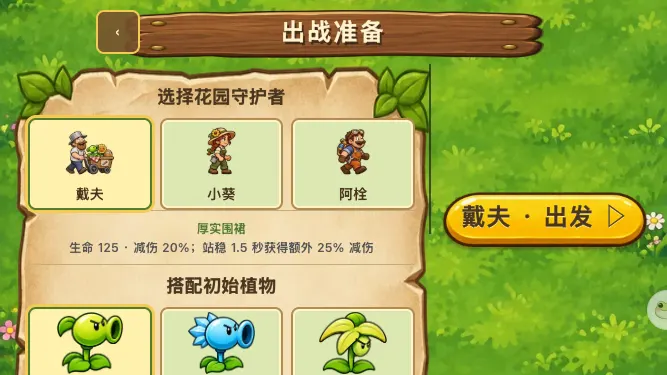 ‹
出战准备
选择花园守护者
戴夫
小葵
阿栓
厚实围裙
生命 125 · 减伤 20%；站稳 1.5 秒获得额外 25% 减伤
戴夫 · 出发 ▷
搭配初始植物